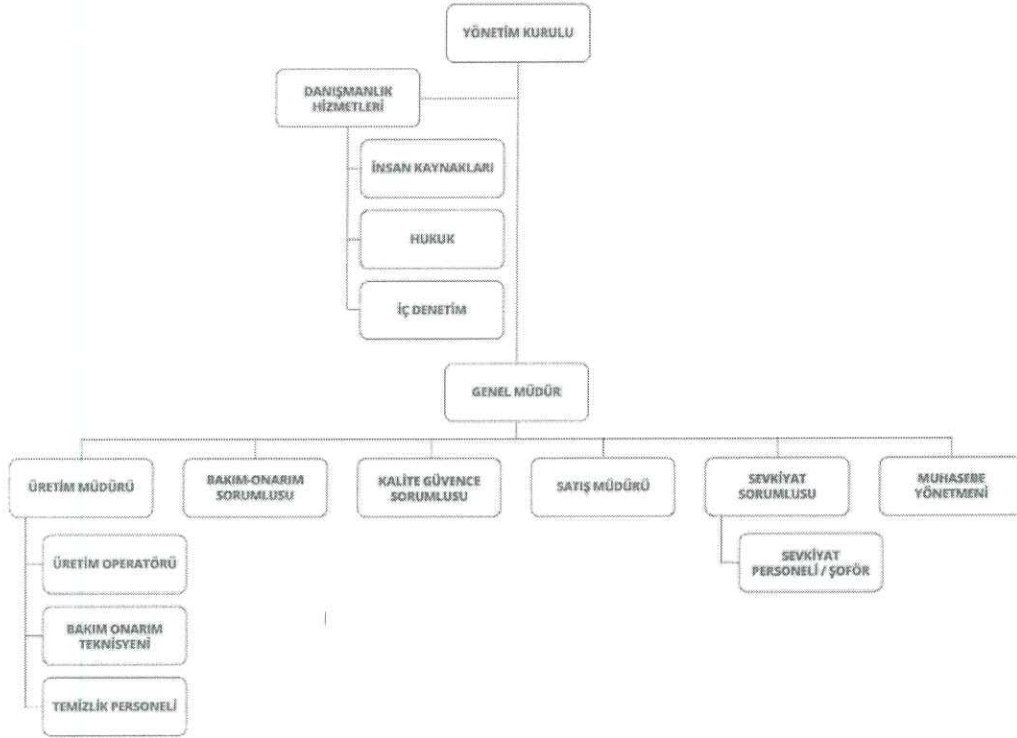 YÖNETİM KURULU
DANIŞMANLIK
HİZMETLERİ
İNSAN KAYNAKLARI
HUKUK
İÇ DENETİM
GENEL MÜDÜR
ÜRETİM MÜDÜRÜ
BAKIM-ONARIM
SORUMLUSU
KALİTE GÜVENCE
SORUMLUSU
SATIŞ MÜDÜRÜ
SEVKİYAT
SORUMLUSU
MUHASEBE
YÖNETMENİ
ÜRETİM OPERATÖRÜ
BAKIM ONARIM
TEKNİSYENİ
TEMİZLİK PERSONELİ
SEVKİYAT
PERSONELİ / ŞOFÖR